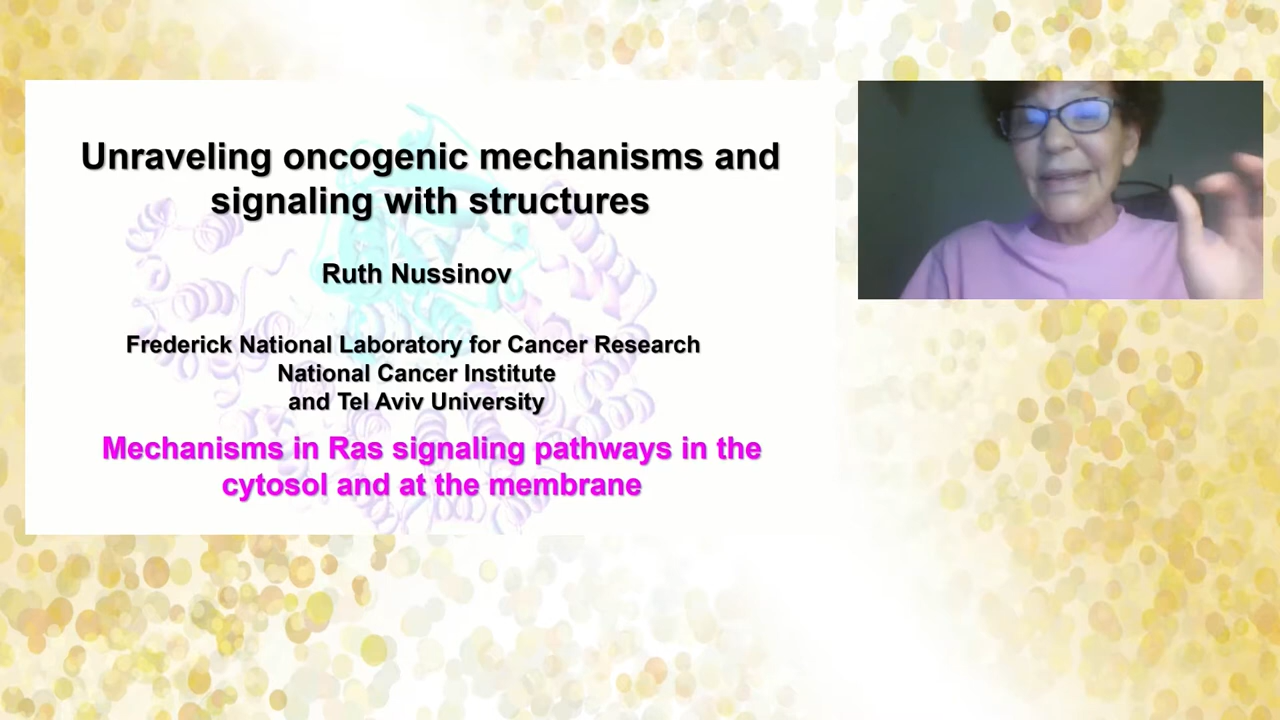 Unraveling oncogenic mechanisms and
signaling with structures
Ruth Nussinov
Frederick National Laboratory for Cancer Research
National Cancer Institute
and Tel Aviv University
Mechanisms in Ras signaling pathways in the
cytosol and at the membrane